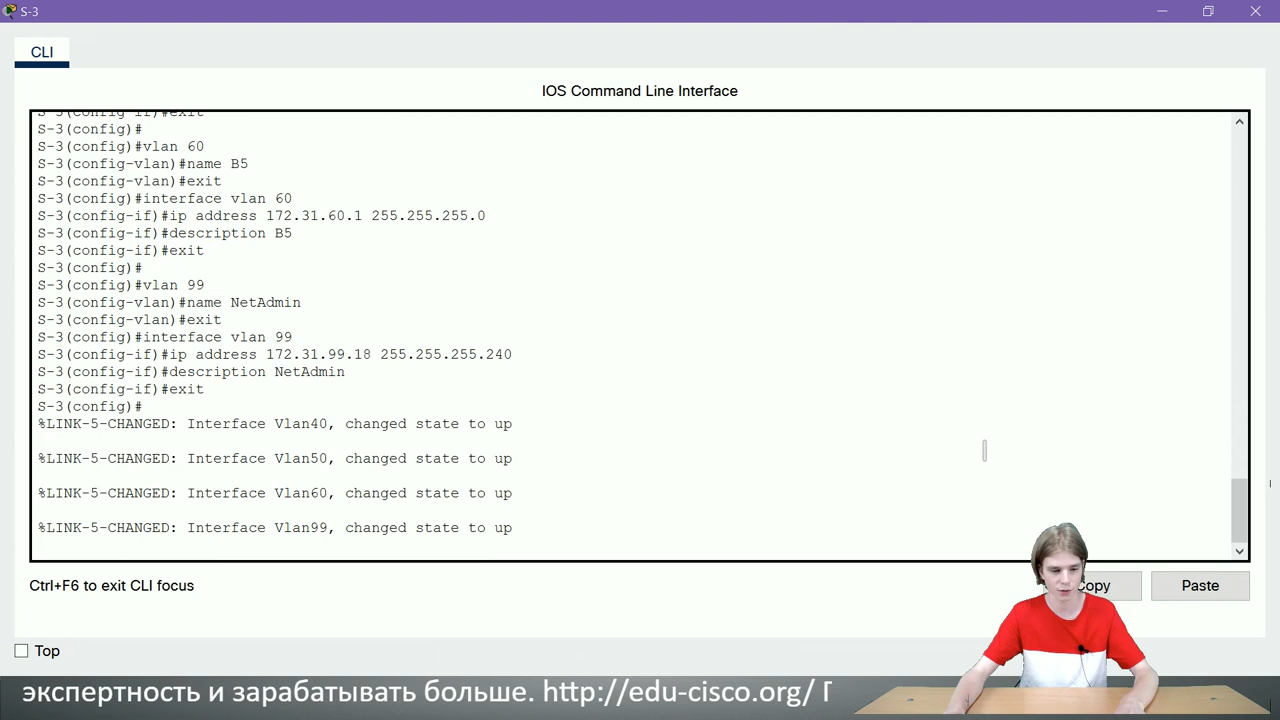 S-3
CLI
IOS Command Line Interface
S-3(config-if)#exit
S-3(config)#
S-3(config)#vlan 60
S-3(config-vlan)#name B5
S-3(config-vlan)#exit
S-3(config)#interface vlan 60
S-3(config-if)#ip address 172.31.60.1 255.255.255.0
S-3(config-if)#description B5
S-3(config-if)#exit
S-3(config)#
S-3(config)#vlan 99
S-3(config-vlan)#name NetAdmin
S-3(config-vlan)#exit
S-3(config)#interface vlan 99
S-3(config-if)#ip address 172.31.99.18 255.255.255.240
S-3(config-if)#description NetAdmin
S-3(config-if)#exit
S-3(config)#
%LINK-5-CHANGED: Interface Vlan40, changed state to up
%LINK-5-CHANGED: Interface Vlan50, changed state to up
%LINK-5-CHANGED: Interface Vlan60, changed state to up
%LINK-5-CHANGED: Interface Vlan99, changed state to up
Ctrl+F6 to exit CLI focus
Copy
Paste
Top
экспертность и зарабатывать больше. http://edu-cisco.org/